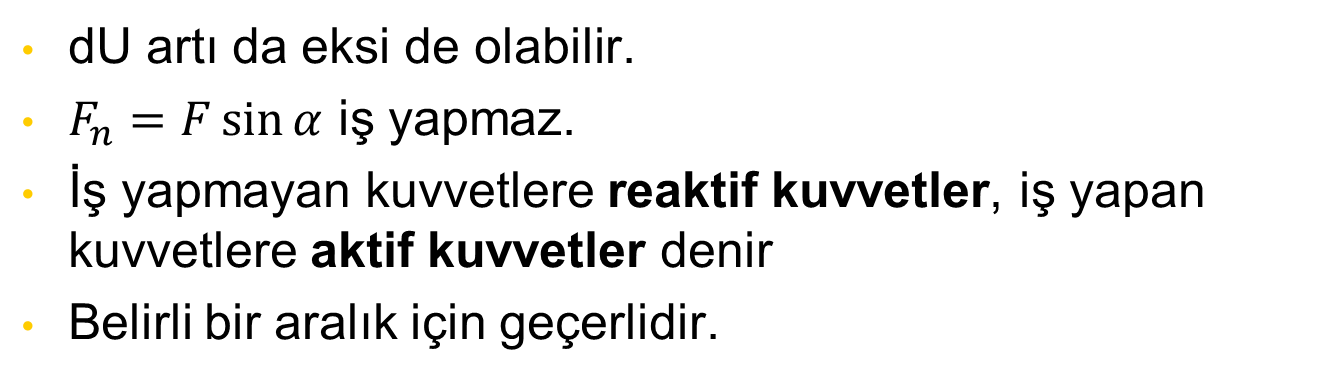 • dU artı da eksi de olabilir.
• Fₙ = F sin α iş yapmaz.
• İş yapmayan kuvvetlere reaktif kuvvetler, iş yapan
kuvvetlere aktif kuvvetler denir
• Belirli bir aralık için geçerlidir.